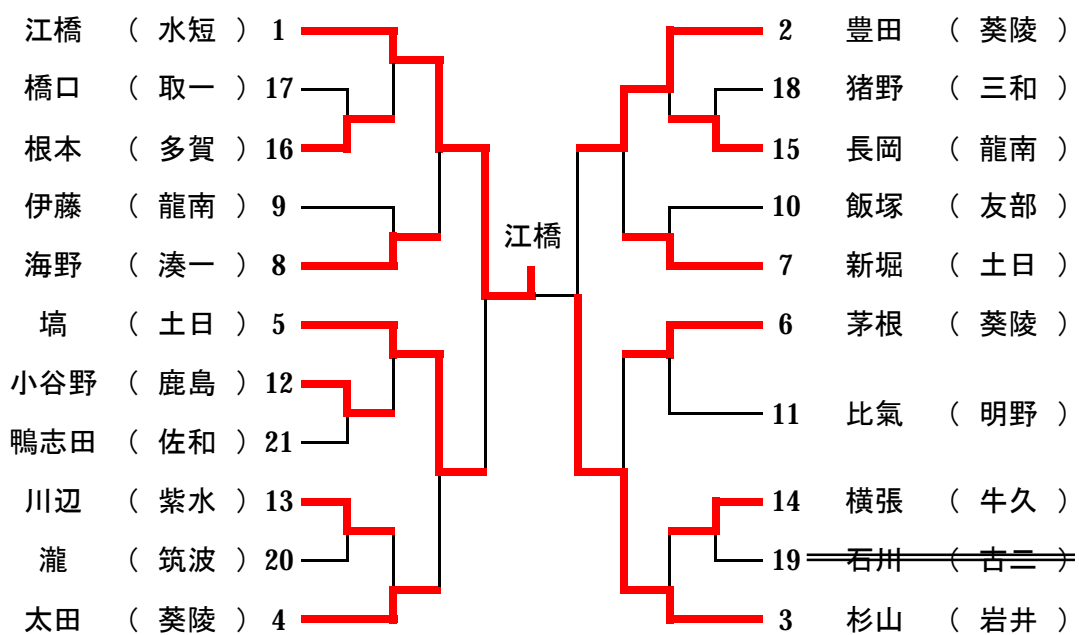 江橋 （ 水短 ） 1
橋口 （ 取一 ） 17
根本 （ 多賀 ） 16
伊藤 （ 龍南 ） 9
海野 （ 湊一 ） 8
塙 （ 土日 ） 5
小谷野 （ 鹿島 ） 12
鴨志田 （ 佐和 ） 21
川辺 （ 紫水 ） 13
瀧 （ 筑波 ） 20
太田 （ 葵陵 ） 4
江橋
2 豊田 （ 葵陵 ）
18 猪野 （ 三和 ）
15 長岡 （ 龍南 ）
10 飯塚 （ 友部 ）
7 新堀 （ 土日 ）
6 茅根 （ 葵陵 ）
11 比氣 （ 明野 ）
14 横張 （ 牛久 ）
19 石川 （ 古二 ）
3 杉山 （ 岩井 ）